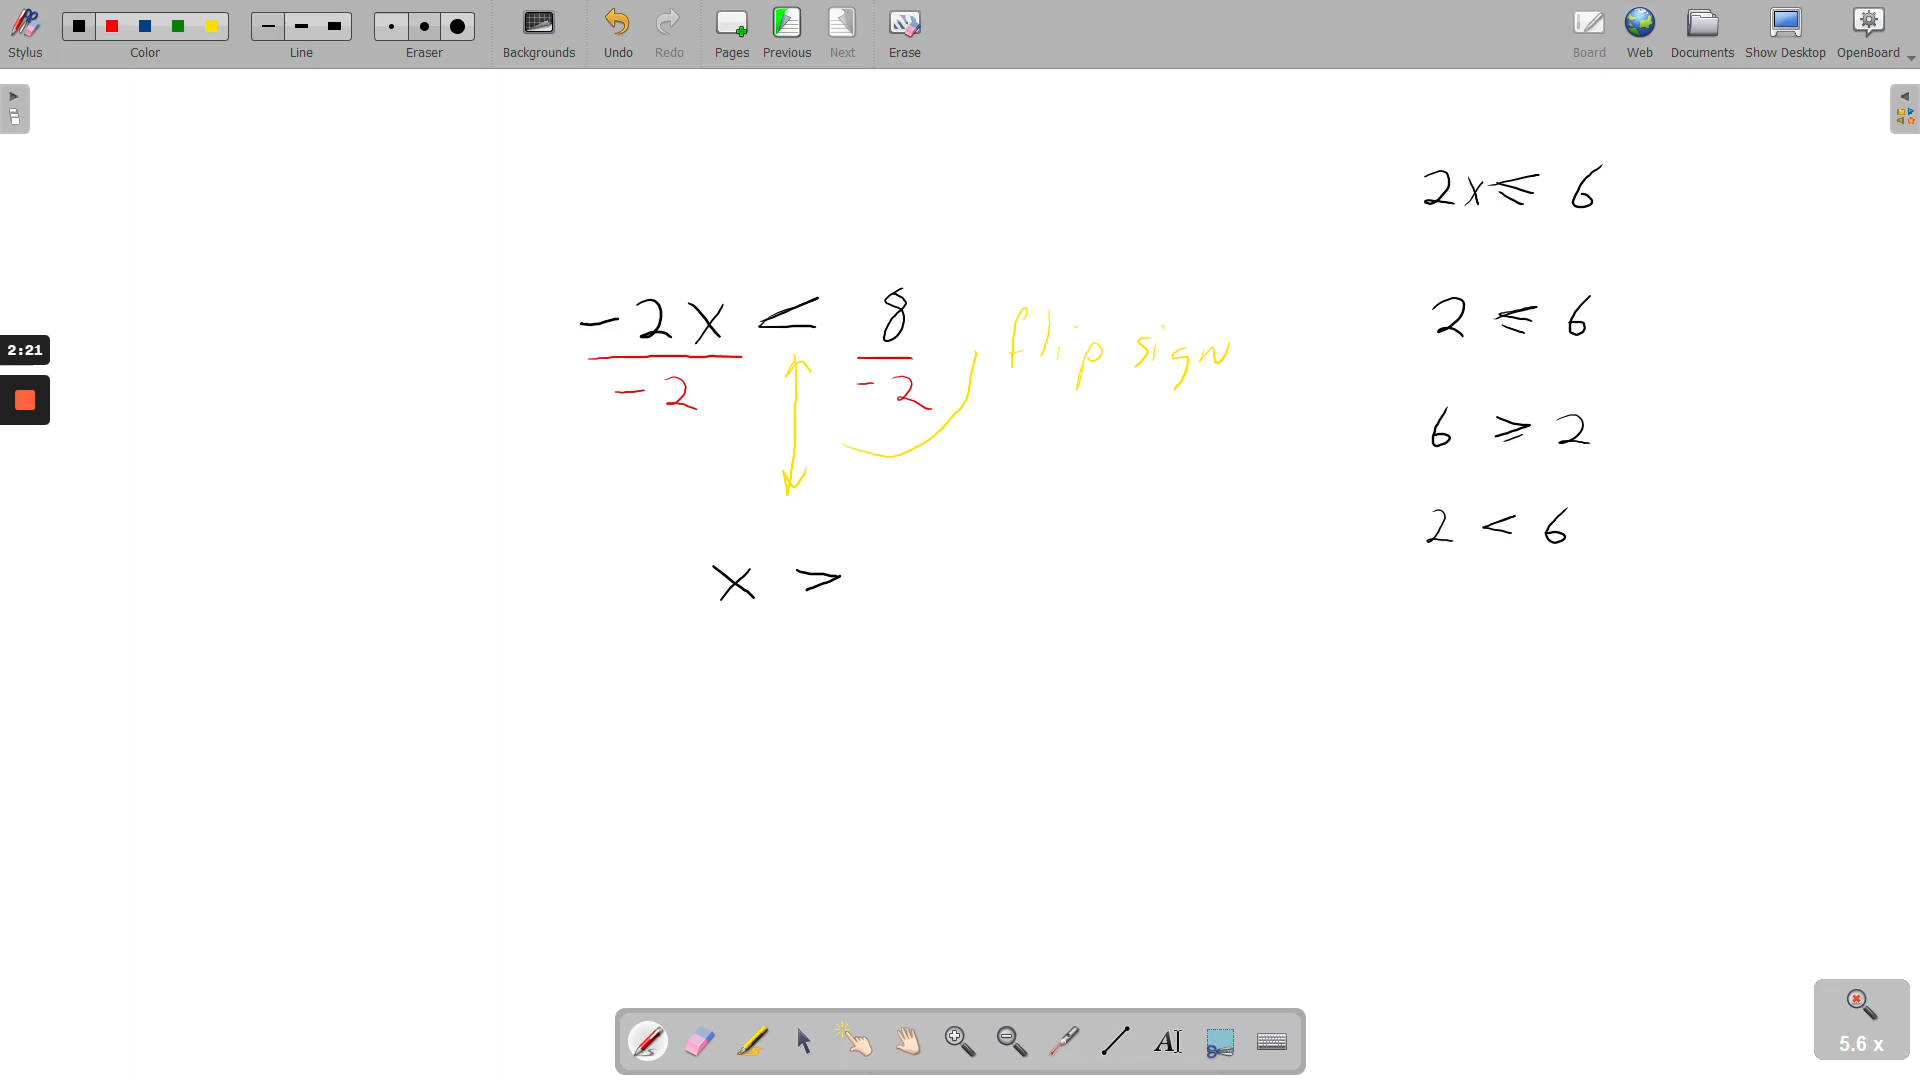 Stylus Color Line Eraser Backgrounds Undo Redo Pages Previous Next Erase Board Web Documents Show Desktop OpenBoard
2x ≤ 6
-2x < 8
-2 -2
flip sign
2 ≤ 6
2:21
6 ≥ 2
2 < 6
x >
5.6 x